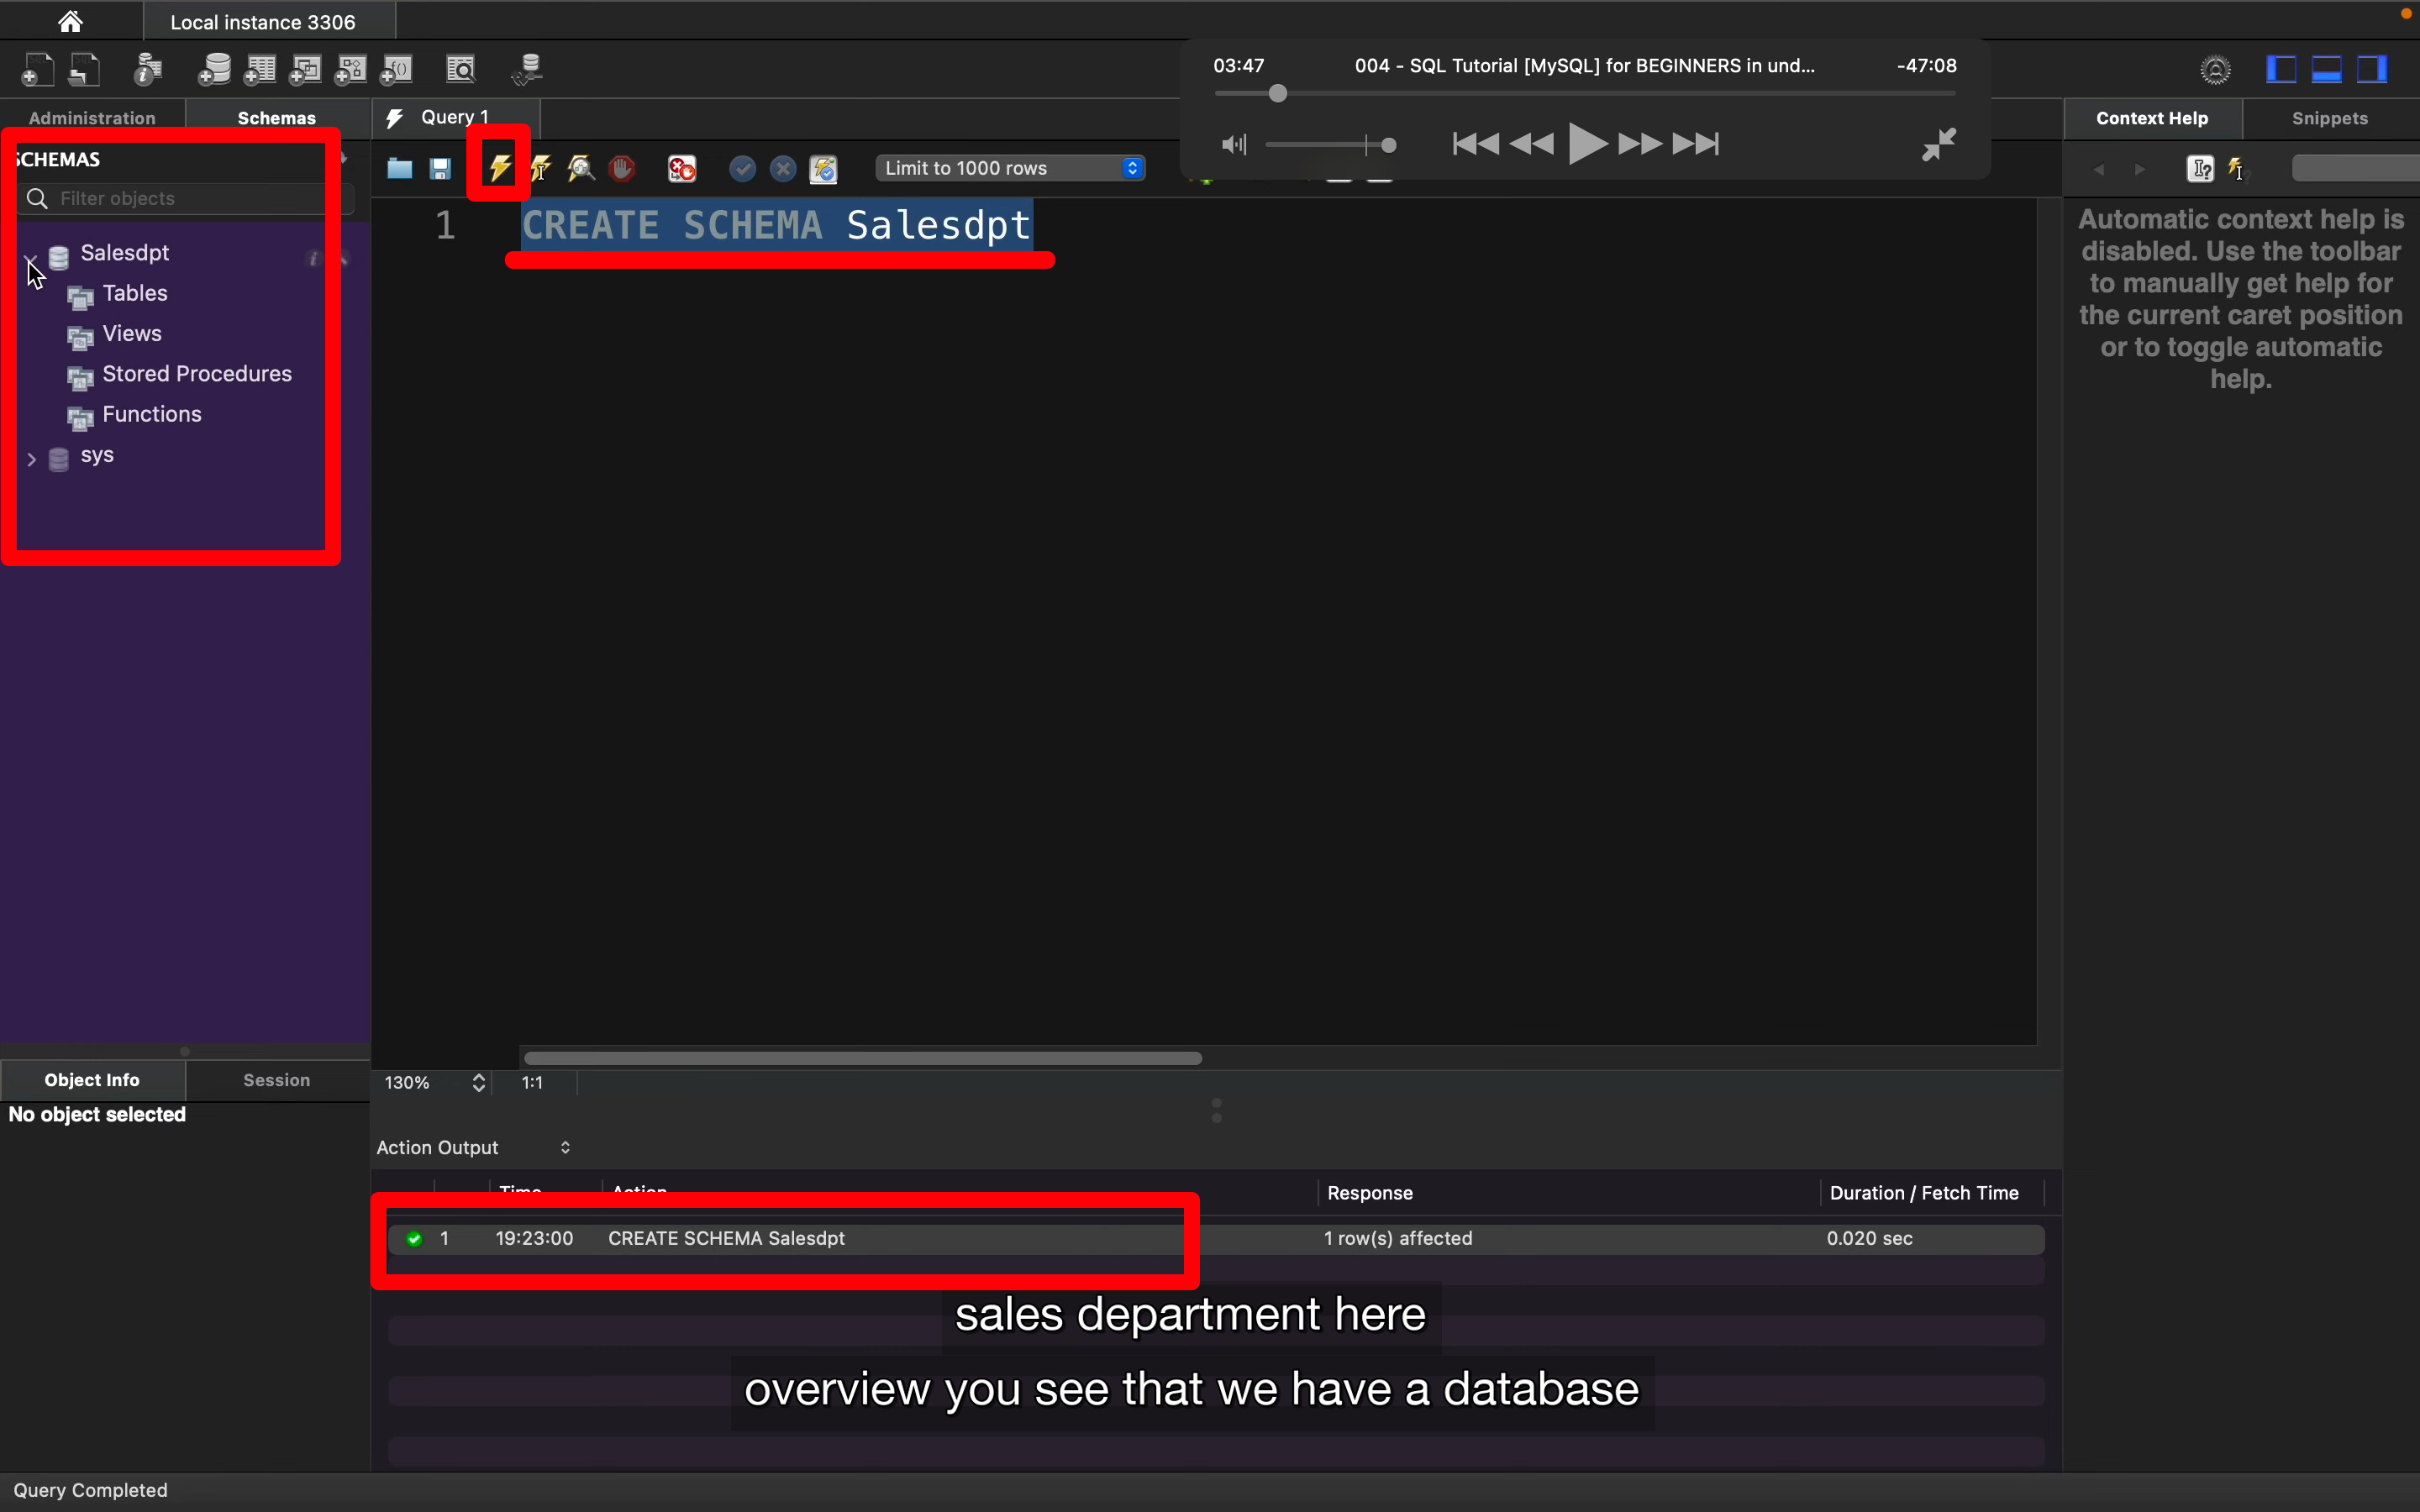 Local instance 3306
03:47
004 - SQL Tutorial [MySQL] for BEGINNERS in und...
-47:08
Administration
Schemas
Query 1
Context Help
Snippets
SCHEMAS
Filter objects
Limit to 1000 rows
Salesdpt
Tables
Views
Stored Procedures
Functions
sys
1
CREATE SCHEMA Salesdpt
Automatic context help is
disabled. Use the toolbar
to manually get help for
the current caret position
or to toggle automatic
help.
Object Info
Session
No object selected
130%
1:1
Action Output
Time
Action
Response
Duration / Fetch Time
1
19:23:00
CREATE SCHEMA Salesdpt
1 row(s) affected
0.020 sec
sales department here
overview you see that we have a database
Query Completed